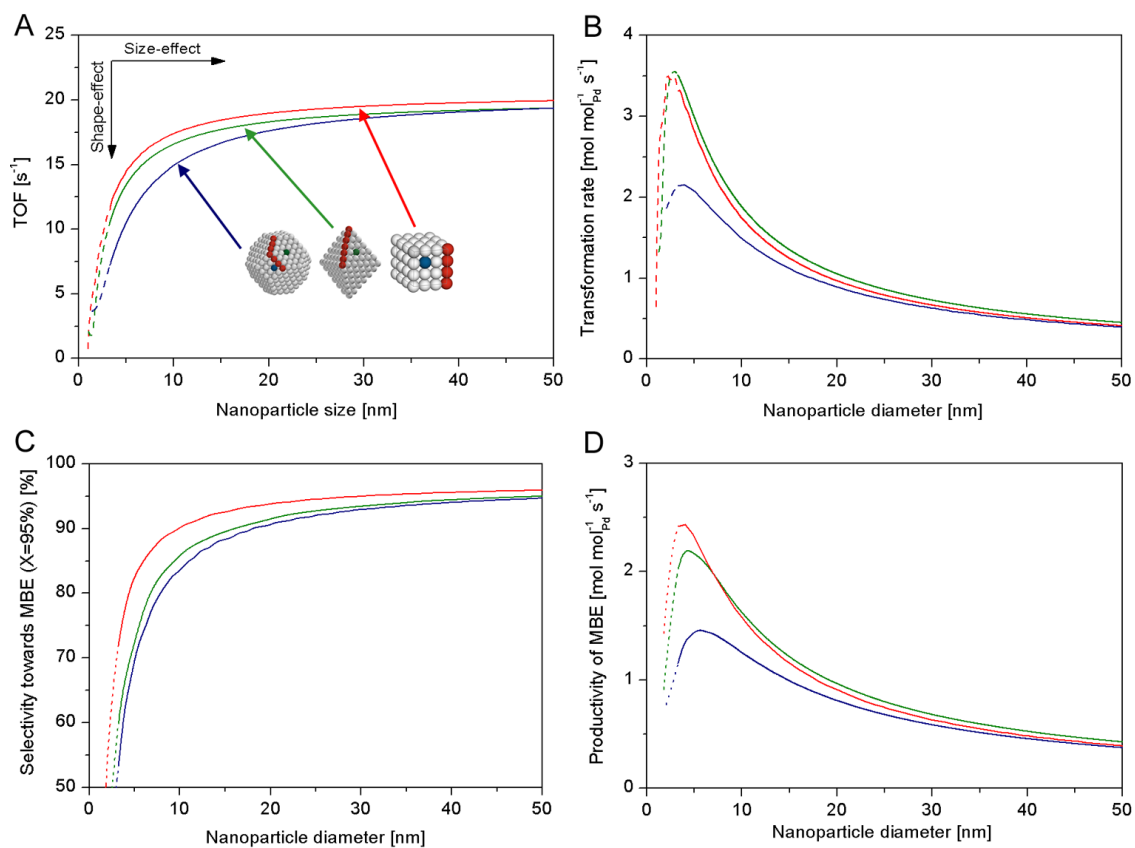 A
TOF [s⁻¹]
25
20
15
10
5
0
Size-effect
Shape-effect
0 10 20 30 40 50
Nanoparticle size [nm]
B
Transformation rate [mol mol⁻¹Pd s⁻¹]
4
3
2
1
0
0 10 20 30 40 50
Nanoparticle diameter [nm]
C
Selectivity towards MBE (X=95%) [%]
100
90
80
70
60
50
0 10 20 30 40 50
Nanoparticle diameter [nm]
D
Productivity of MBE [mol mol⁻¹Pd s⁻¹]
3
2
1
0
0 10 20 30 40 50
Nanoparticle diameter [nm]